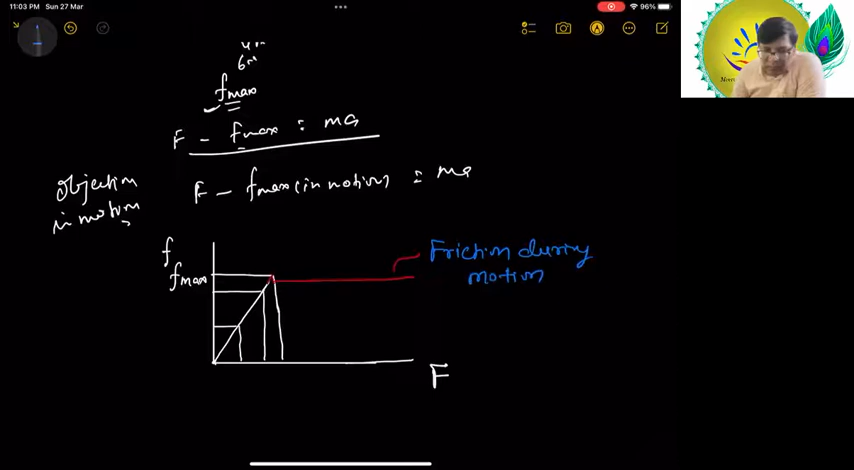 11:03 PM Sun 27 Mar
96%
fmax
F - fmax = ma
Objection
in motion
F - fmax (in motion) = ma
f
fmax
Friction during
motion
F